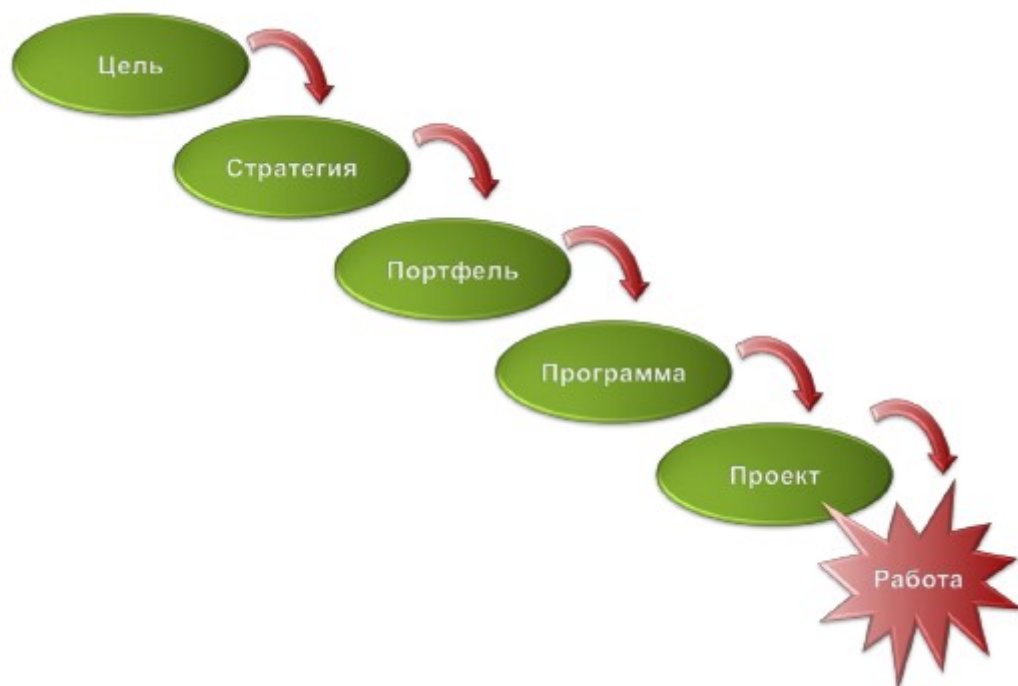 Цель
Стратегия
Портфель
Программа
Проект
Работа